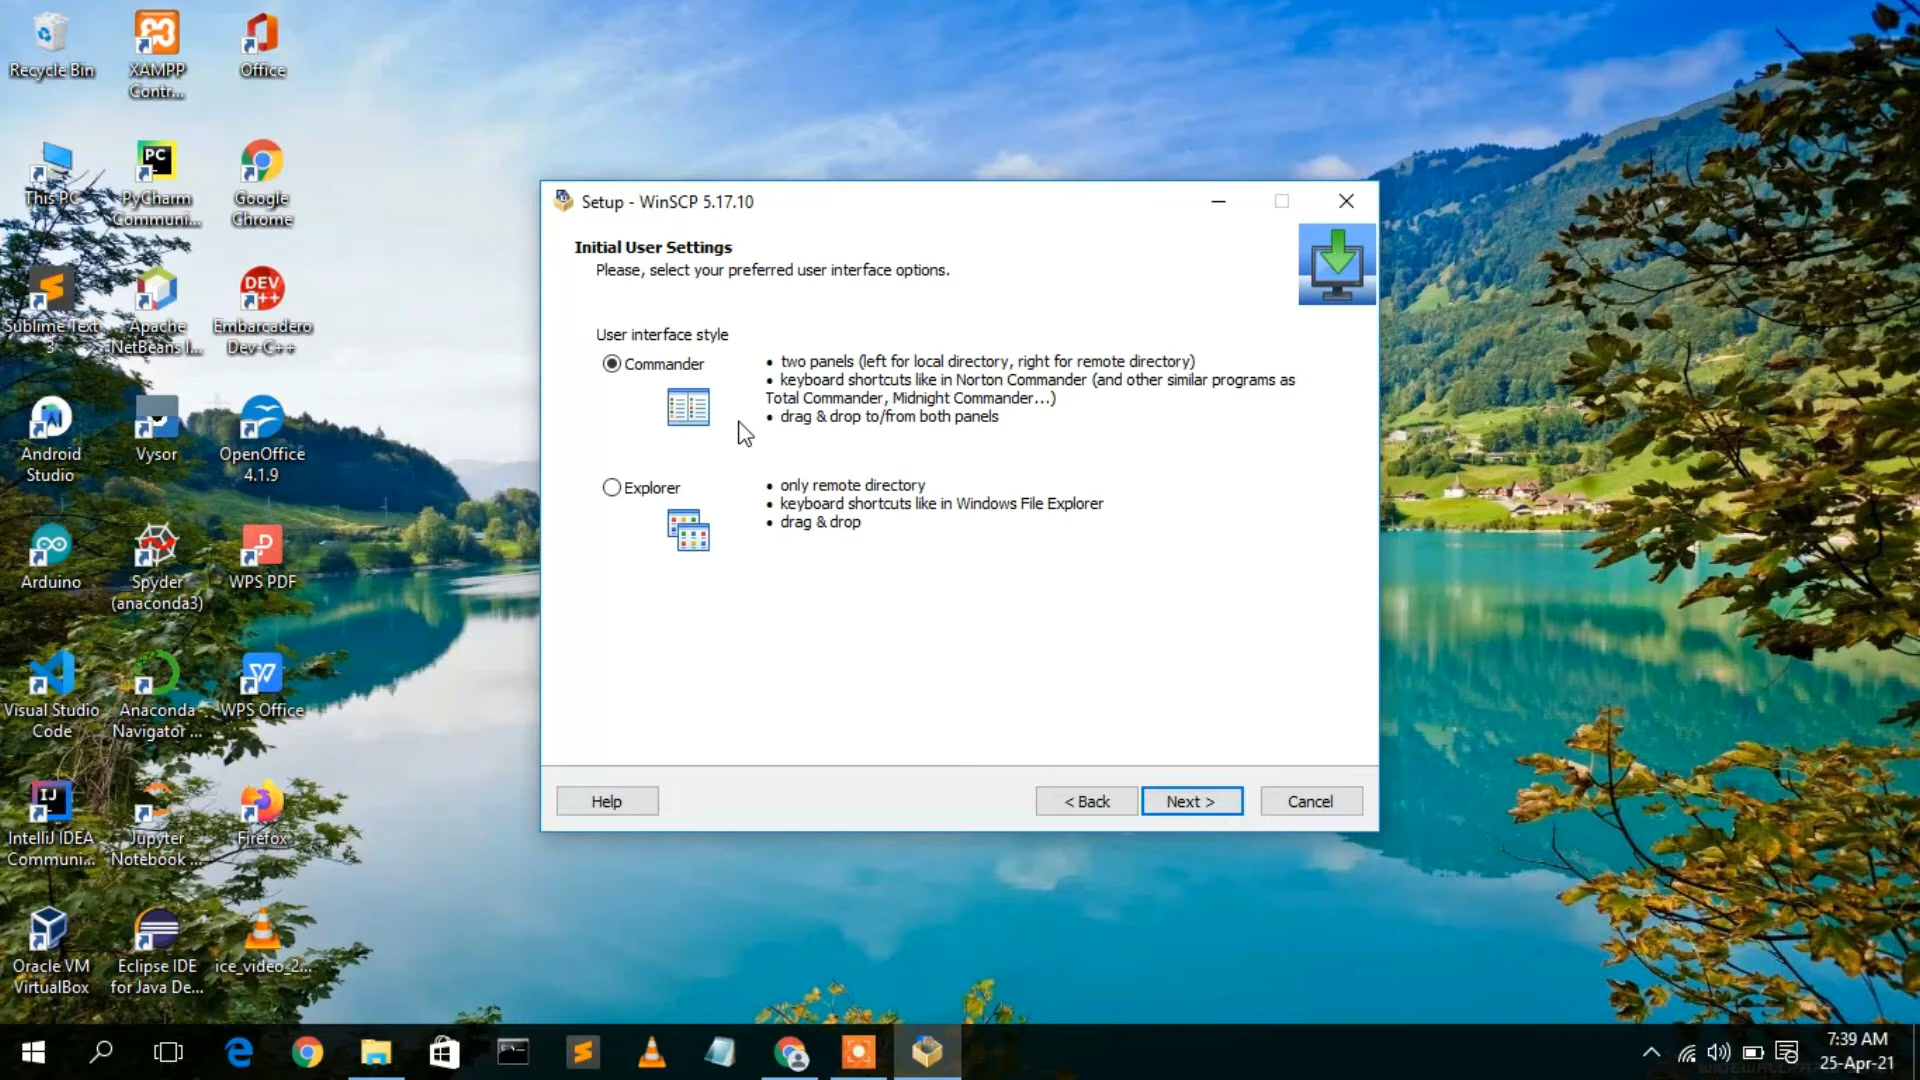 Recycle Bin
XAMPP
Contr...
Office
This PC
PC
PyCharm
Communi...
Google
Chrome
Sublime Text
3
Apache
NetBeans I...
DEV
C++
Embarcadero
Dev-C++
Android
Studio
Vysor
OpenOffice
4.1.9
Arduino
Spyder
(anaconda3)
WPS PDF
Visual Studio
Code
Anaconda
Navigator ...
WPS Office
IJ
IntelliJ IDEA
Communi...
Jupyter
Notebook ...
Firefox
Oracle VM
VirtualBox
Eclipse IDE
for Java De...
ice_video_2...
Setup - WinSCP 5.17.10
Initial User Settings
Please, select your preferred user interface options.
User interface style
Commander
• two panels (left for local directory, right for remote directory)
• keyboard shortcuts like in Norton Commander (and other similar programs as
Total Commander, Midnight Commander...)
• drag & drop to/from both panels
Explorer
• only remote directory
• keyboard shortcuts like in Windows File Explorer
• drag & drop
Help
< Back
Next >
Cancel
7:39 AM
25-Apr-21